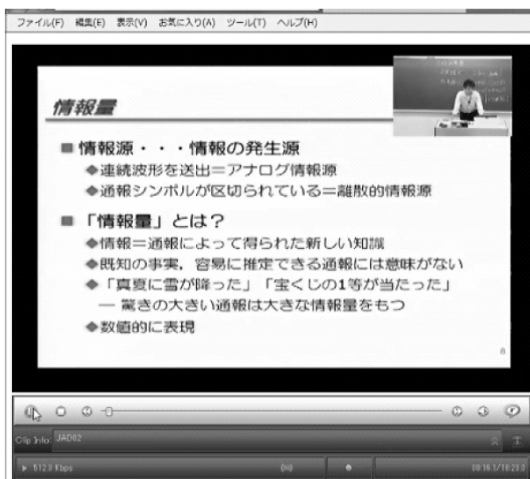 ファイル(F) 編集(E) 表示(V) お気に入り(A) ツール(T) ヘルプ(H)
情報量
■ 情報源・・・情報の発生源
◆連続波形を送出＝アナログ情報源
◆通報シンボルが区切られている＝離散的情報源
■ 「情報量」とは？
◆情報＝通報によって得られた新しい知識
◆既知の事実，容易に推定できる通報には意味がない
◆「真夏に雪が降った」「宝くじの1等が当たった」
― 驚きの大きい通報は大きな情報量をもつ
◆数値的に表現
6
Clip Info: JAD02
512.0 Kbps